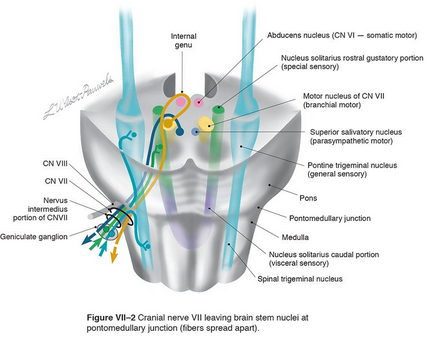 Internal
genu
Abducens nucleus (CN VI — somatic motor)
Nucleus solitarius rostral gustatory portion
(special sensory)
Motor nucleus of CN VII
(branchial motor)
Superior salivatory nucleus
(parasympathetic motor)
Pontine trigeminal nucleus
(general sensory)
Pons
Pontomedullary junction
Medulla
Nucleus solitarius caudal portion
(visceral sensory)
Spinal trigeminal nucleus
CN VIII
CN VII
Nervus
intermedius
portion of CNVII
Geniculate ganglion
Figure VII–2 Cranial nerve VII leaving brain stem nuclei at
pontomedullary junction (fibers spread apart).